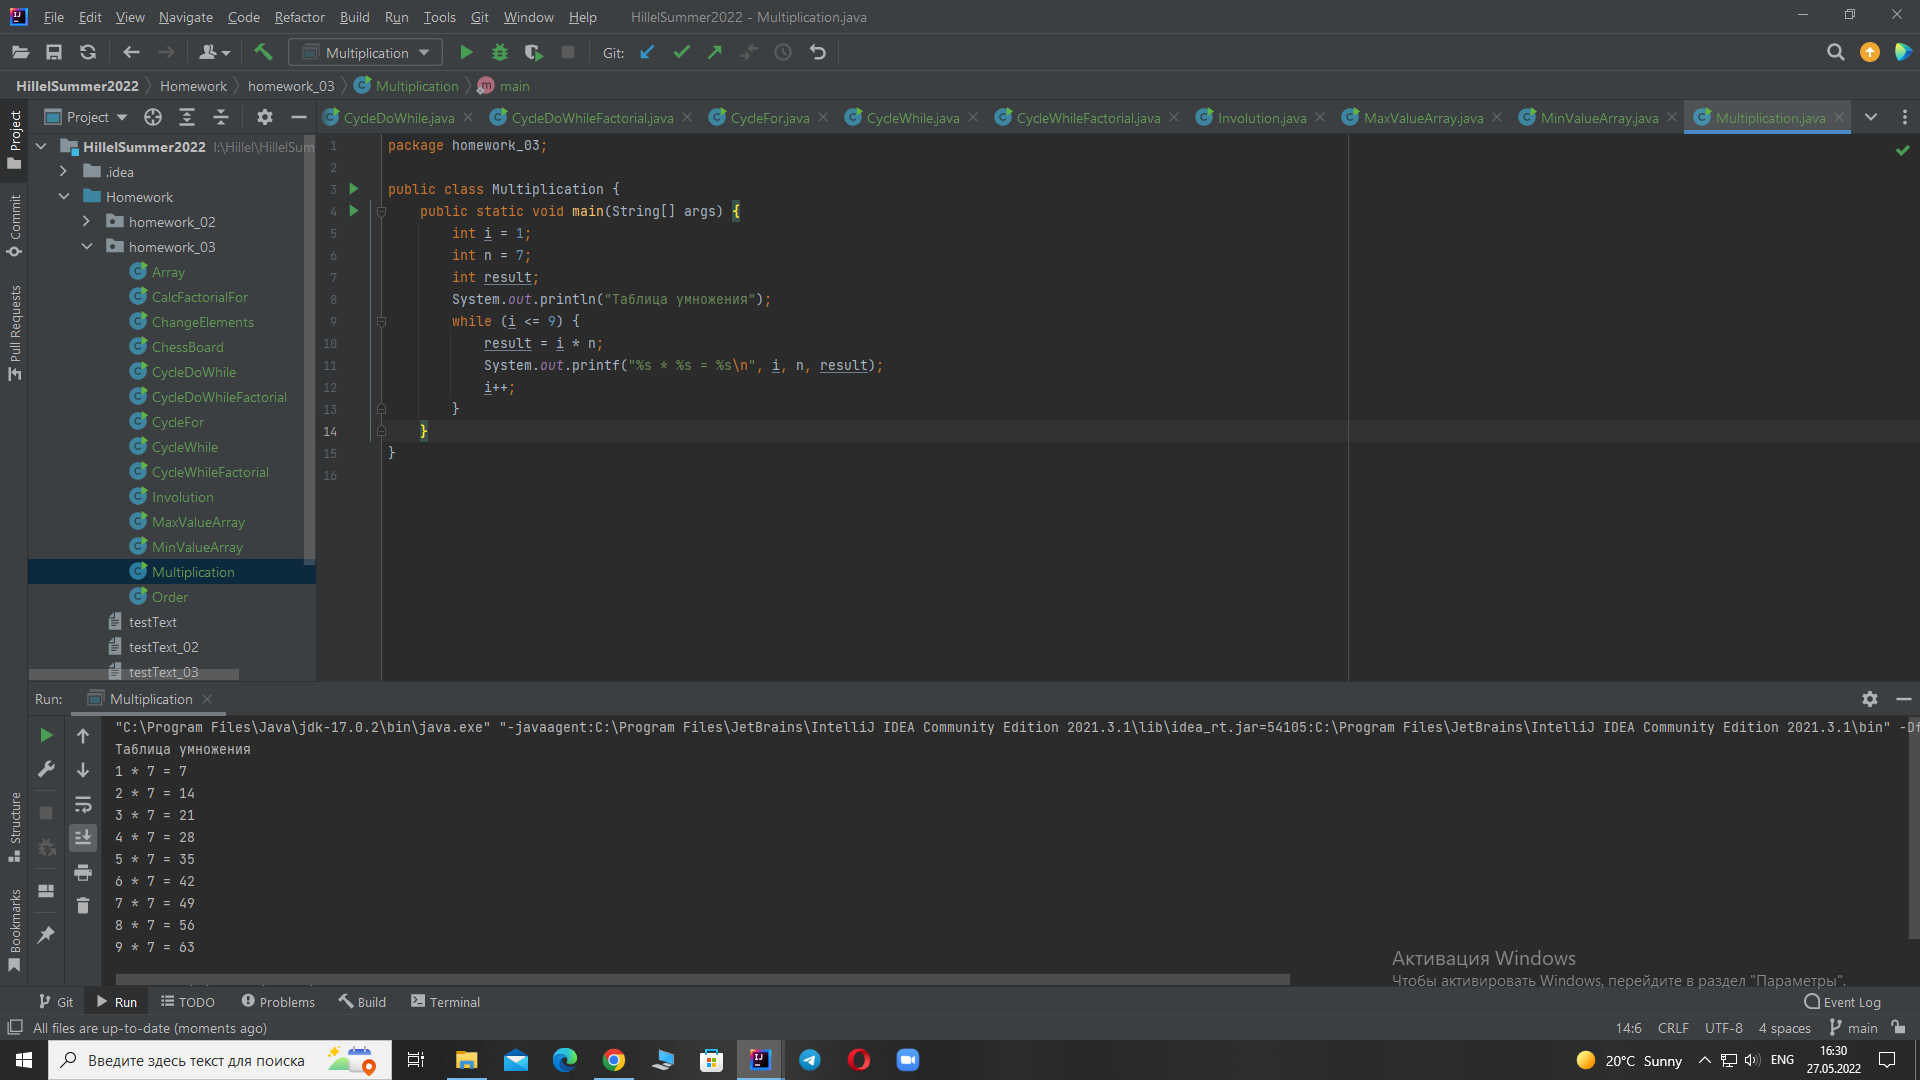 File Edit View Navigate Code Refactor Build Run Tools Git Window Help HillelSummer2022 - Multiplication.java
Multiplication Git:
HillelSummer2022 Homework homework_03 Multiplication main
Project
CycleDoWhile.java CycleDoWhileFactorial.java CycleFor.java CycleWhile.java CycleWhileFactorial.java Involution.java MaxValueArray.java MinValueArray.java Multiplication.java
Project
Commit
Pull Requests
Structure
Bookmarks
HillelSummer2022 I:\Hillel\HillelSum
.idea
Homework
homework_02
homework_03
Array
CalcFactorialFor
ChangeElements
ChessBoard
CycleDoWhile
CycleDoWhileFactorial
CycleFor
CycleWhile
CycleWhileFactorial
Involution
MaxValueArray
MinValueArray
Multiplication
Order
testText
testText_02
testText_03
1 package homework_03;
2
3 public class Multiplication {
4 public static void main(String[] args) {
5 int i = 1;
6 int n = 7;
7 int result;
8 System.out.println("Таблица умножения");
9 while (i <= 9) {
10 result = i * n;
11 System.out.printf("%s * %s = %s\n", i, n, result);
12 i++;
13 }
14 }
15 }
16
Run: Multiplication
"C:\Program Files\Java\jdk-17.0.2\bin\java.exe" "-javaagent:C:\Program Files\JetBrains\IntelliJ IDEA Community Edition 2021.3.1\lib\idea_rt.jar=54105:C:\Program Files\JetBrains\IntelliJ IDEA Community Edition 2021.3.1\bin" -Df
Таблица умножения
1 * 7 = 7
2 * 7 = 14
3 * 7 = 21
4 * 7 = 28
5 * 7 = 35
6 * 7 = 42
7 * 7 = 49
8 * 7 = 56
9 * 7 = 63
Активация Windows
Чтобы активировать Windows, перейдите в раздел "Параметры".
Git Run TODO Problems Build Terminal Event Log
All files are up-to-date (moments ago) 14:6 CRLF UTF-8 4 spaces main
Введите здесь текст для поиска 20°C Sunny ENG 16:30
27.05.2022